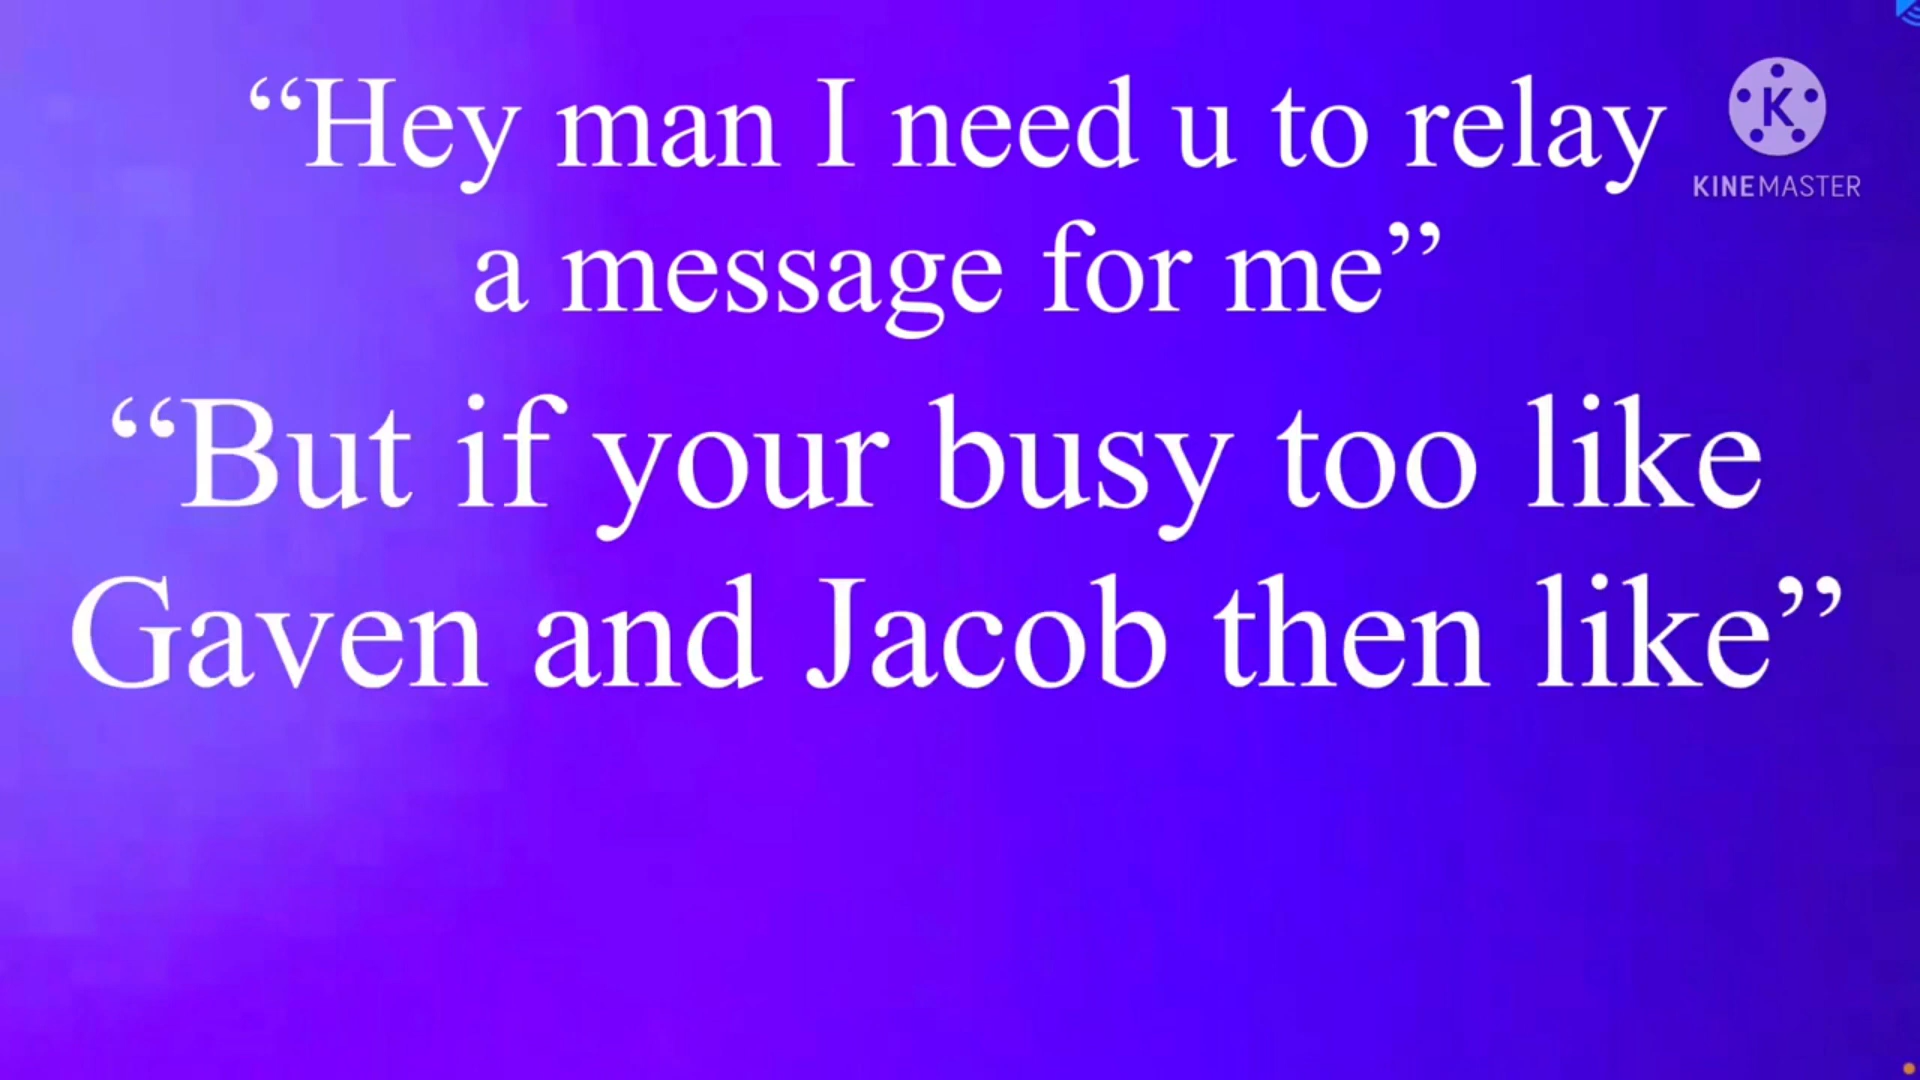 “Hey man I need u to relay
a message for me”
“But if your busy too like
Gaven and Jacob then like”
K
KINEMASTER